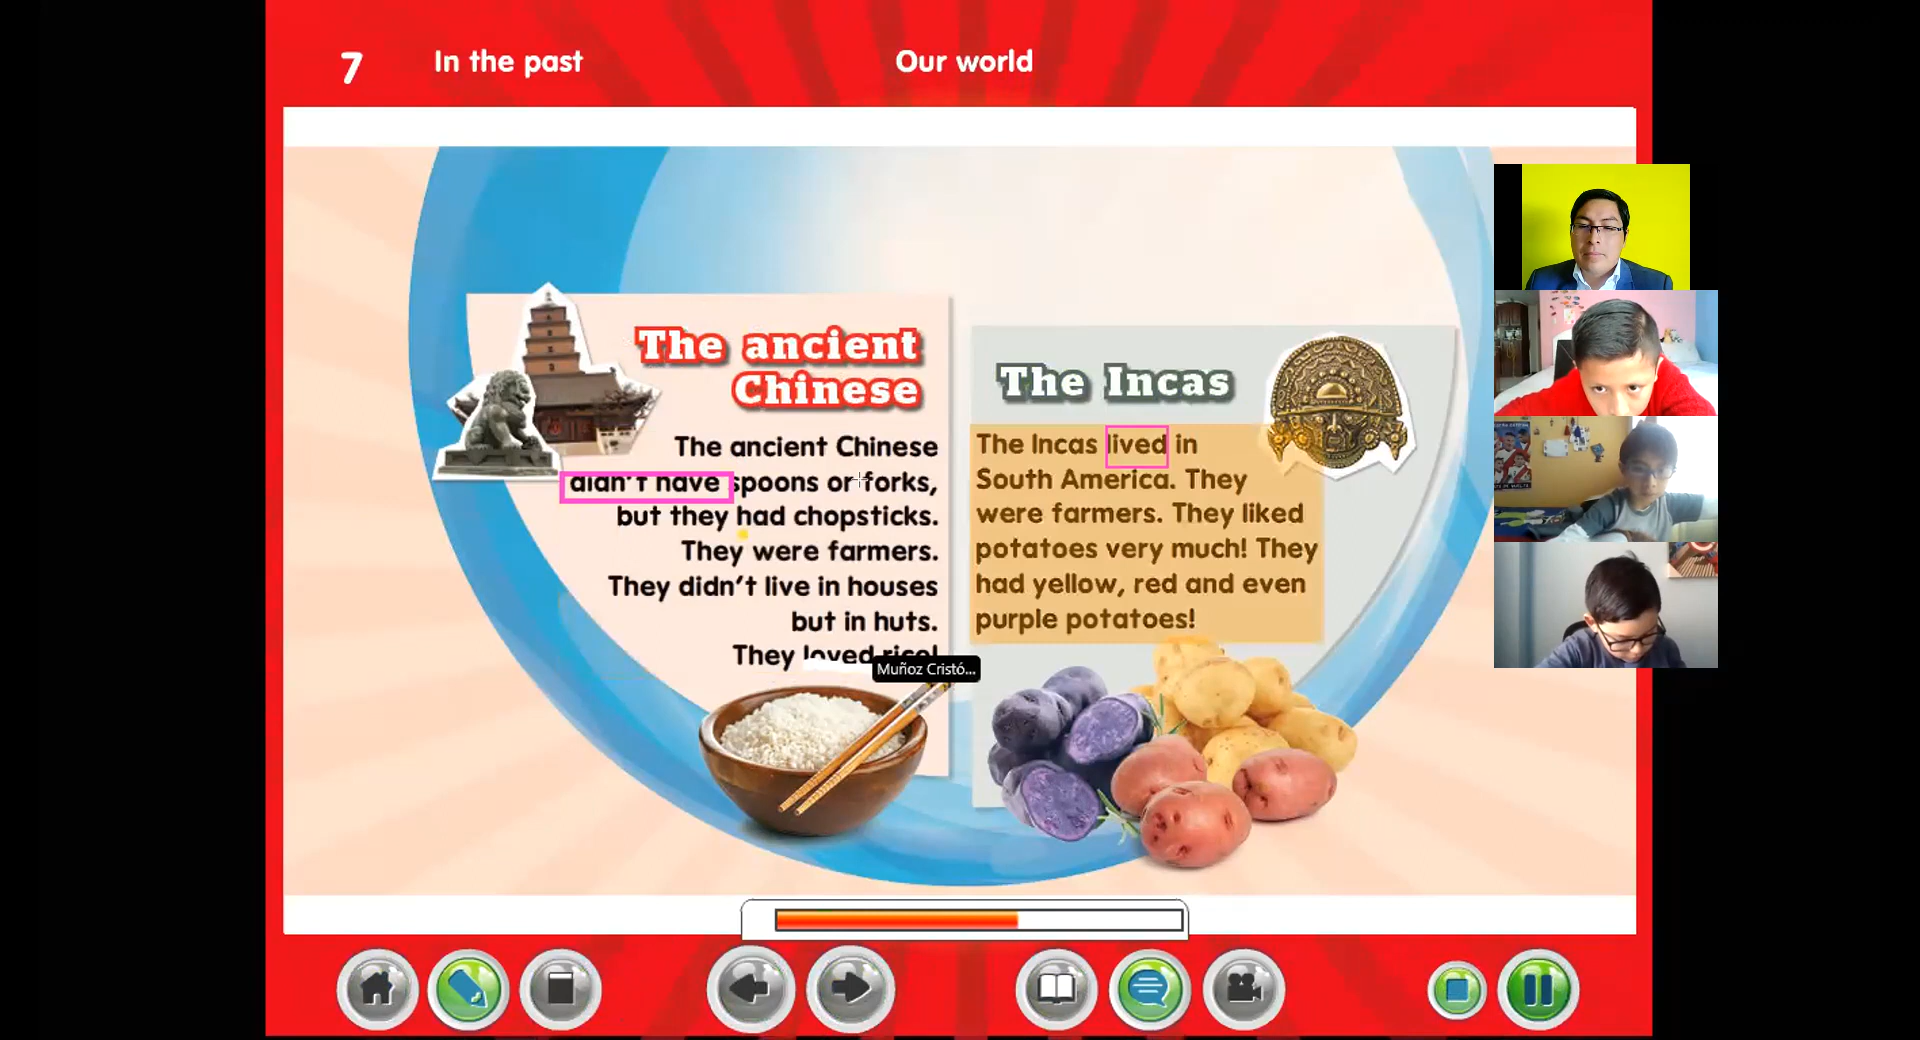 7 In the past Our world
The ancient
Chinese
The ancient Chinese
didn't have spoons or forks,
but they had chopsticks.
They were farmers.
They didn't live in houses
but in huts.
They loved rice!
Muñoz Cristó...
The Incas
The Incas lived in
South America. They
were farmers. They liked
potatoes very much! They
had yellow, red and even
purple potatoes!